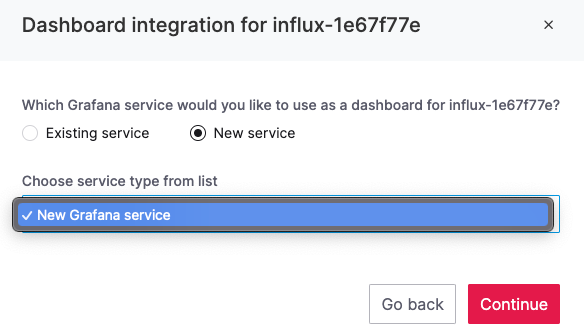 Dashboard integration for influx-1e67f77e
Which Grafana service would you like to use as a dashboard for influx-1e67f77e?
Existing service
New service
Choose service type from list
New Grafana service
Go back
Continue